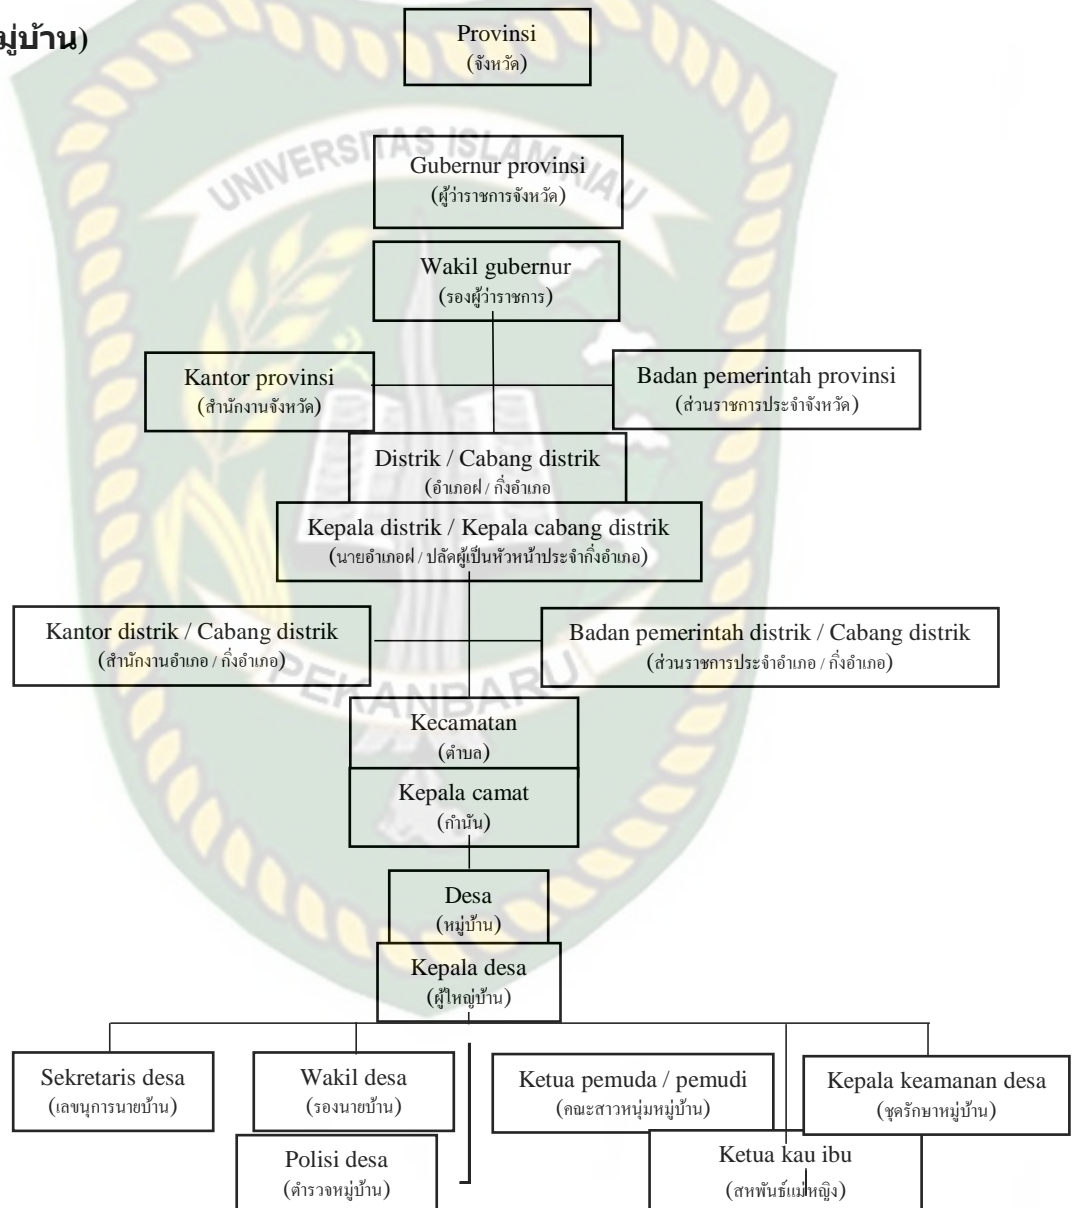 มู่บ้าน)
Provinsi
(จังหวัด)
UNIVERSITAS ISLAM RIAU
Gubernur provinsi
(ผู้ว่าราชการจังหวัด)
Wakil gubernur
(รองผู้ว่าราชการ)
Kantor provinsi
(สำนักงานจังหวัด)
Badan pemerintah provinsi
(ส่วนราชการประจำจังหวัด)
Distrik / Cabang distrik
(อำเภอฝ / กิ่งอำเภอ
Kepala distrik / Kepala cabang distrik
(นายอำเภอฝ / ปลัดผู้เป็นหัวหน้าประจำกิ่งอำเภอ)
Kantor distrik / Cabang distrik
(สำนักงานอำเภอ / กิ่งอำเภอ)
Badan pemerintah distrik / Cabang distrik
(ส่วนราชการประจำอำเภอ / กิ่งอำเภอ)
PEKANBARU
Kecamatan
(ตำบล)
Kepala camat
(กำนัน)
Desa
(หมู่บ้าน)
Kepala desa
(ผู้ใหญ่บ้าน)
Sekretaris desa
(เลขนุการนายบ้าน)
Wakil desa
(รองนายบ้าน)
Ketua pemuda / pemudi
(คณะสาวหนุ่มหมู่บ้าน)
Kepala keamanan desa
(ชุดรักษาหมู่บ้าน)
Polisi desa
(ตำรวจหมู่บ้าน)
Ketua kau ibu
(สหพันธ์แม่หญิง)